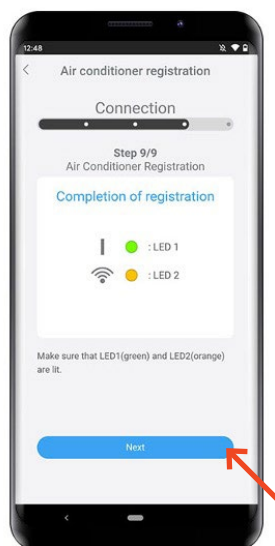 12:48
Air conditioner registration
Connection
Step 9/9
Air Conditioner Registration
Completion of registration
: LED 1
: LED 2
Make sure that LED1(green) and LED2(orange)
are lit.
Next